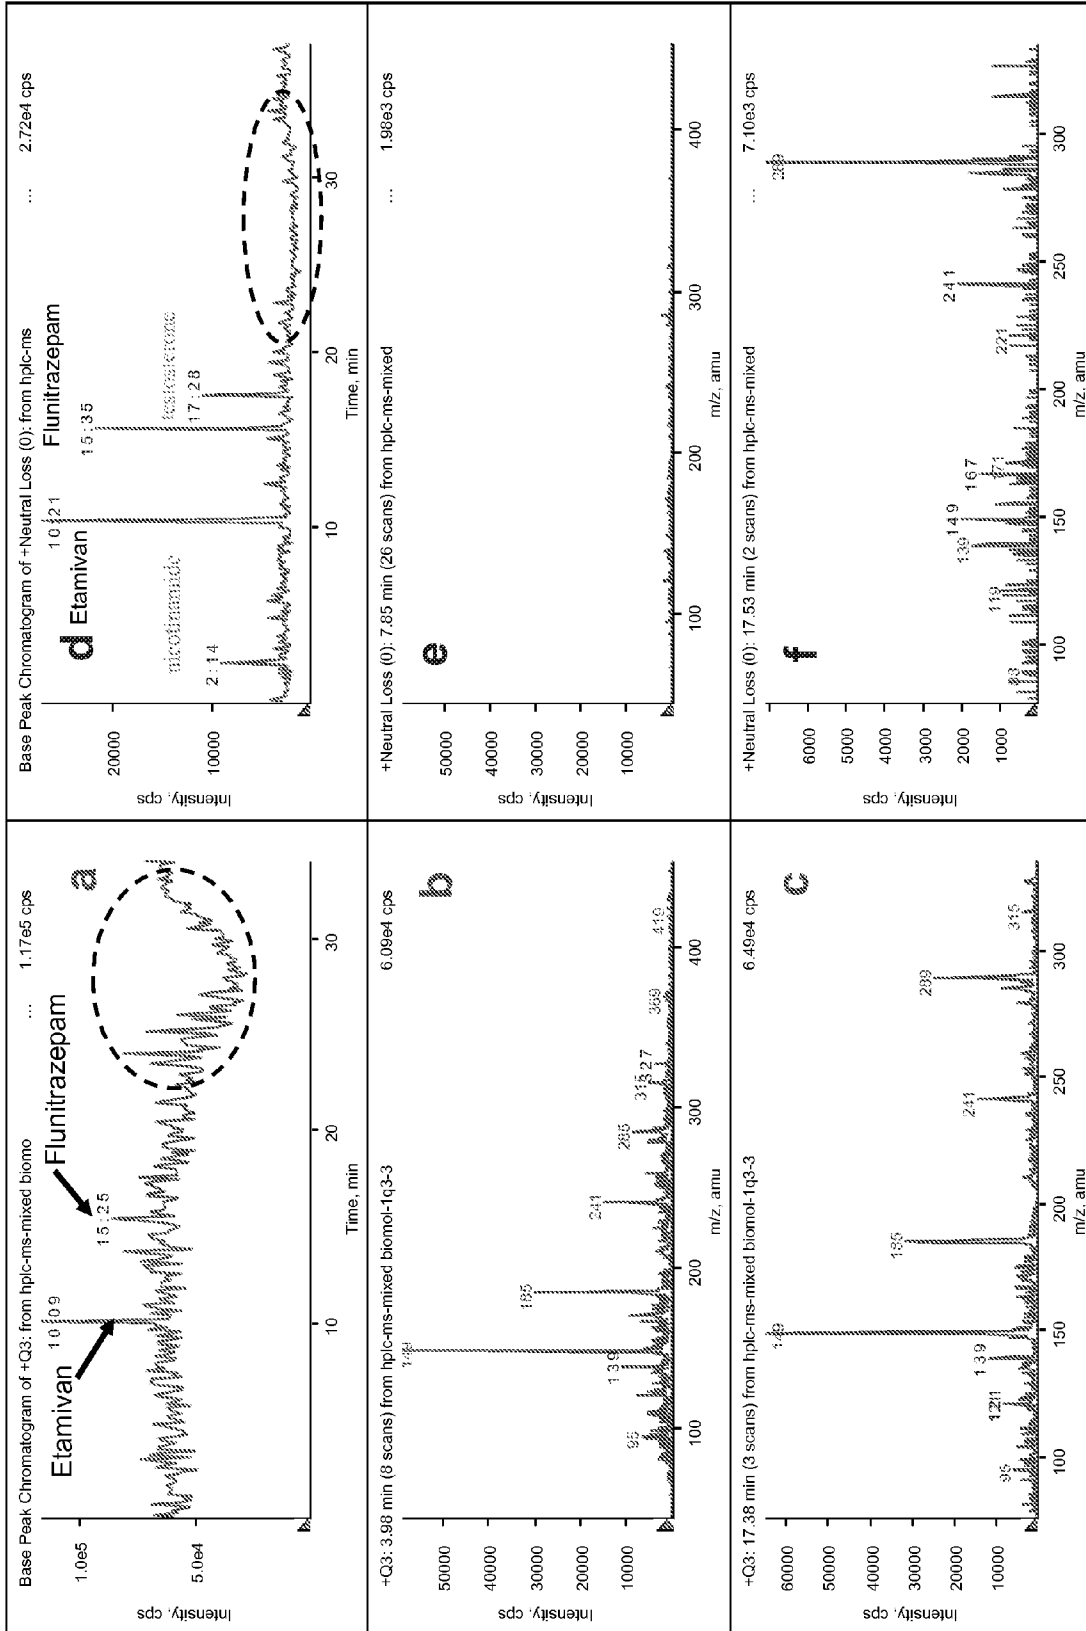 Base Peak Chromatogram of +Q3: from hplc-ms-mixed biomo ... 1.17e5 cps
a
Etamivan
Flunitrazepam
10:09
15:25
1.0e5
5.0e4
Intensity, cps
10 20 30
Time, min
+Q3: 3.98 min (8 scans) from hplc-ms-mixed biomol-1q3-3 6.09e4 cps
b
50000
40000
30000
20000
10000
Intensity, cps
95
139
149
185
241
285
315
327
369
419
100 200 300 400
m/z, amu
+Q3: 17.38 min (3 scans) from hplc-ms-mixed biomol-1q3-3 6.49e4 cps
c
60000
50000
40000
30000
20000
10000
Intensity, cps
95
121
139
149
185
241
289
315
100 150 200 250 300
m/z, amu
Base Peak Chromatogram of +Neutral Loss (0): from hplc-ms ... 2.72e4 cps
d
Etamivan
Flunitrazepam
nicotinamide
testosterone
2:14
10:21
15:35
17:28
20000
10000
Intensity, cps
10 20 30
Time, min
+Neutral Loss (0): 7.85 min (26 scans) from hplc-ms-mixed ... 1.98e3 cps
e
50000
40000
30000
20000
10000
Intensity, cps
100 200 300 400
m/z, amu
+Neutral Loss (0): 17.53 min (2 scans) from hplc-ms-mixed ... 7.10e3 cps
f
6000
5000
4000
3000
2000
1000
Intensity, cps
83
119
139
149
167
171
221
241
289
100 150 200 250 300
m/z, amu